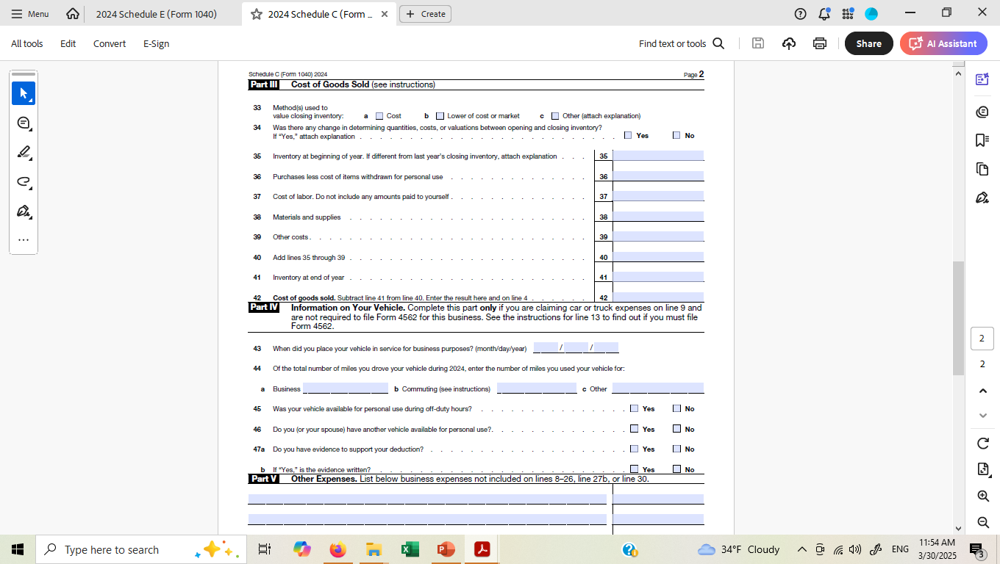 Menu
2024 Schedule E (Form 1040)
2024 Schedule C (Form ...
Create
All tools
Edit
Convert
E-Sign
Find text or tools
Share
AI Assistant
Schedule C (Form 1040) 2024 Page 2
Part III Cost of Goods Sold (see instructions)
33 Method(s) used to
value closing inventory: a Cost b Lower of cost or market c Other (attach explanation)
34 Was there any change in determining quantities, costs, or valuations between opening and closing inventory?
If “Yes,” attach explanation . . . . . . . . . . . . . . . . . . . . . . . . . . Yes No
35 Inventory at beginning of year. If different from last year’s closing inventory, attach explanation . . . 35
36 Purchases less cost of items withdrawn for personal use . . . . . . . . . . . . . . 36
37 Cost of labor. Do not include any amounts paid to yourself . . . . . . . . . . . . . . 37
38 Materials and supplies . . . . . . . . . . . . . . . . . . . . . . . . 38
39 Other costs . . . . . . . . . . . . . . . . . . . . . . . . . . . . 39
40 Add lines 35 through 39 . . . . . . . . . . . . . . . . . . . . . . . . 40
41 Inventory at end of year . . . . . . . . . . . . . . . . . . . . . . . . 41
42 Cost of goods sold. Subtract line 41 from line 40. Enter the result here and on line 4 . . . . . . 42
Part IV Information on Your Vehicle. Complete this part only if you are claiming car or truck expenses on line 9 and
are not required to file Form 4562 for this business. See the instructions for line 13 to find out if you must file
Form 4562.
43 When did you place your vehicle in service for business purposes? (month/day/year) / /
44 Of the total number of miles you drove your vehicle during 2024, enter the number of miles you used your vehicle for:
a Business b Commuting (see instructions) c Other
45 Was your vehicle available for personal use during off-duty hours? . . . . . . . . . . . . . . . Yes No
46 Do you (or your spouse) have another vehicle available for personal use?. . . . . . . . . . . . . . Yes No
47a Do you have evidence to support your deduction? . . . . . . . . . . . . . . . . . . . . Yes No
b If “Yes,” is the evidence written? . . . . . . . . . . . . . . . . . . . . . . . . . Yes No
Part V Other Expenses. List below business expenses not included on lines 8–26, line 27b, or line 30.
2
2
Type here to search
34°F Cloudy
ENG
11:54 AM
3/30/2025
3